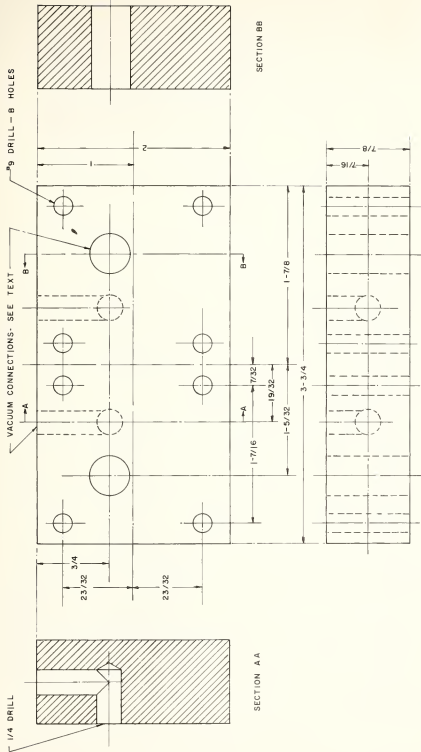 1/4 DRILL
VACUUM CONNECTIONS- SEE TEXT
#9 DRILL - 8 HOLES
3/4
23/32
23/32
1
2
A
A
B
B
1-7/16
7/32
19/32
1-5/32
1-7/8
3-3/4
7/16
7/8
SECTION AA
SECTION BB